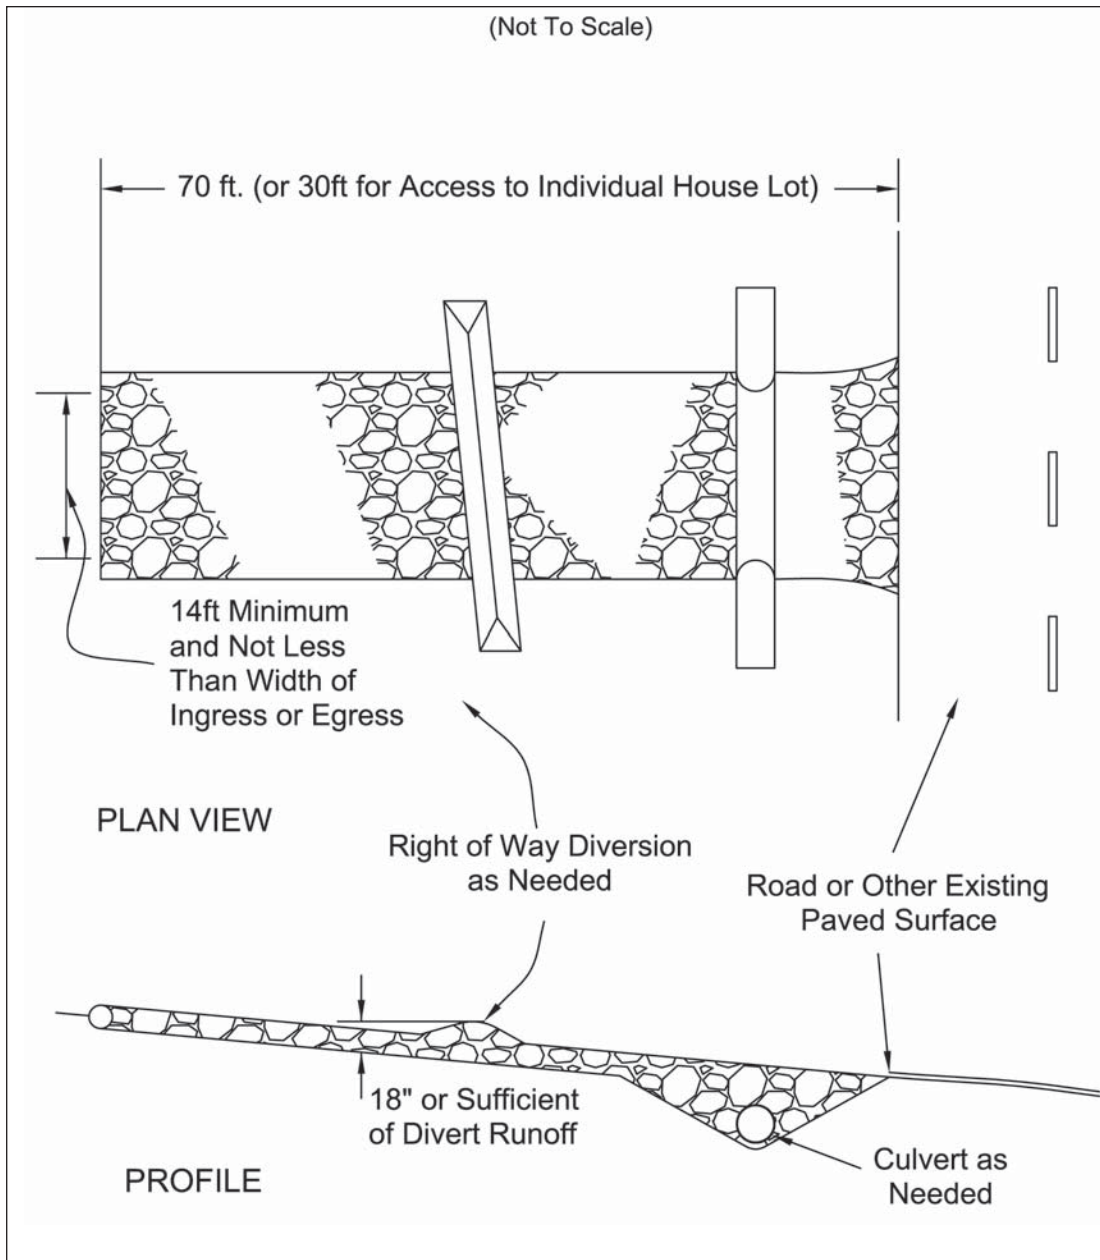 (Not To Scale)
70 ft. (or 30ft for Access to Individual House Lot)
14ft Minimum
and Not Less
Than Width of
Ingress or Egress
PLAN VIEW
Right of Way Diversion
as Needed
Road or Other Existing
Paved Surface
18" or Sufficient
of Divert Runoff
Culvert as
Needed
PROFILE